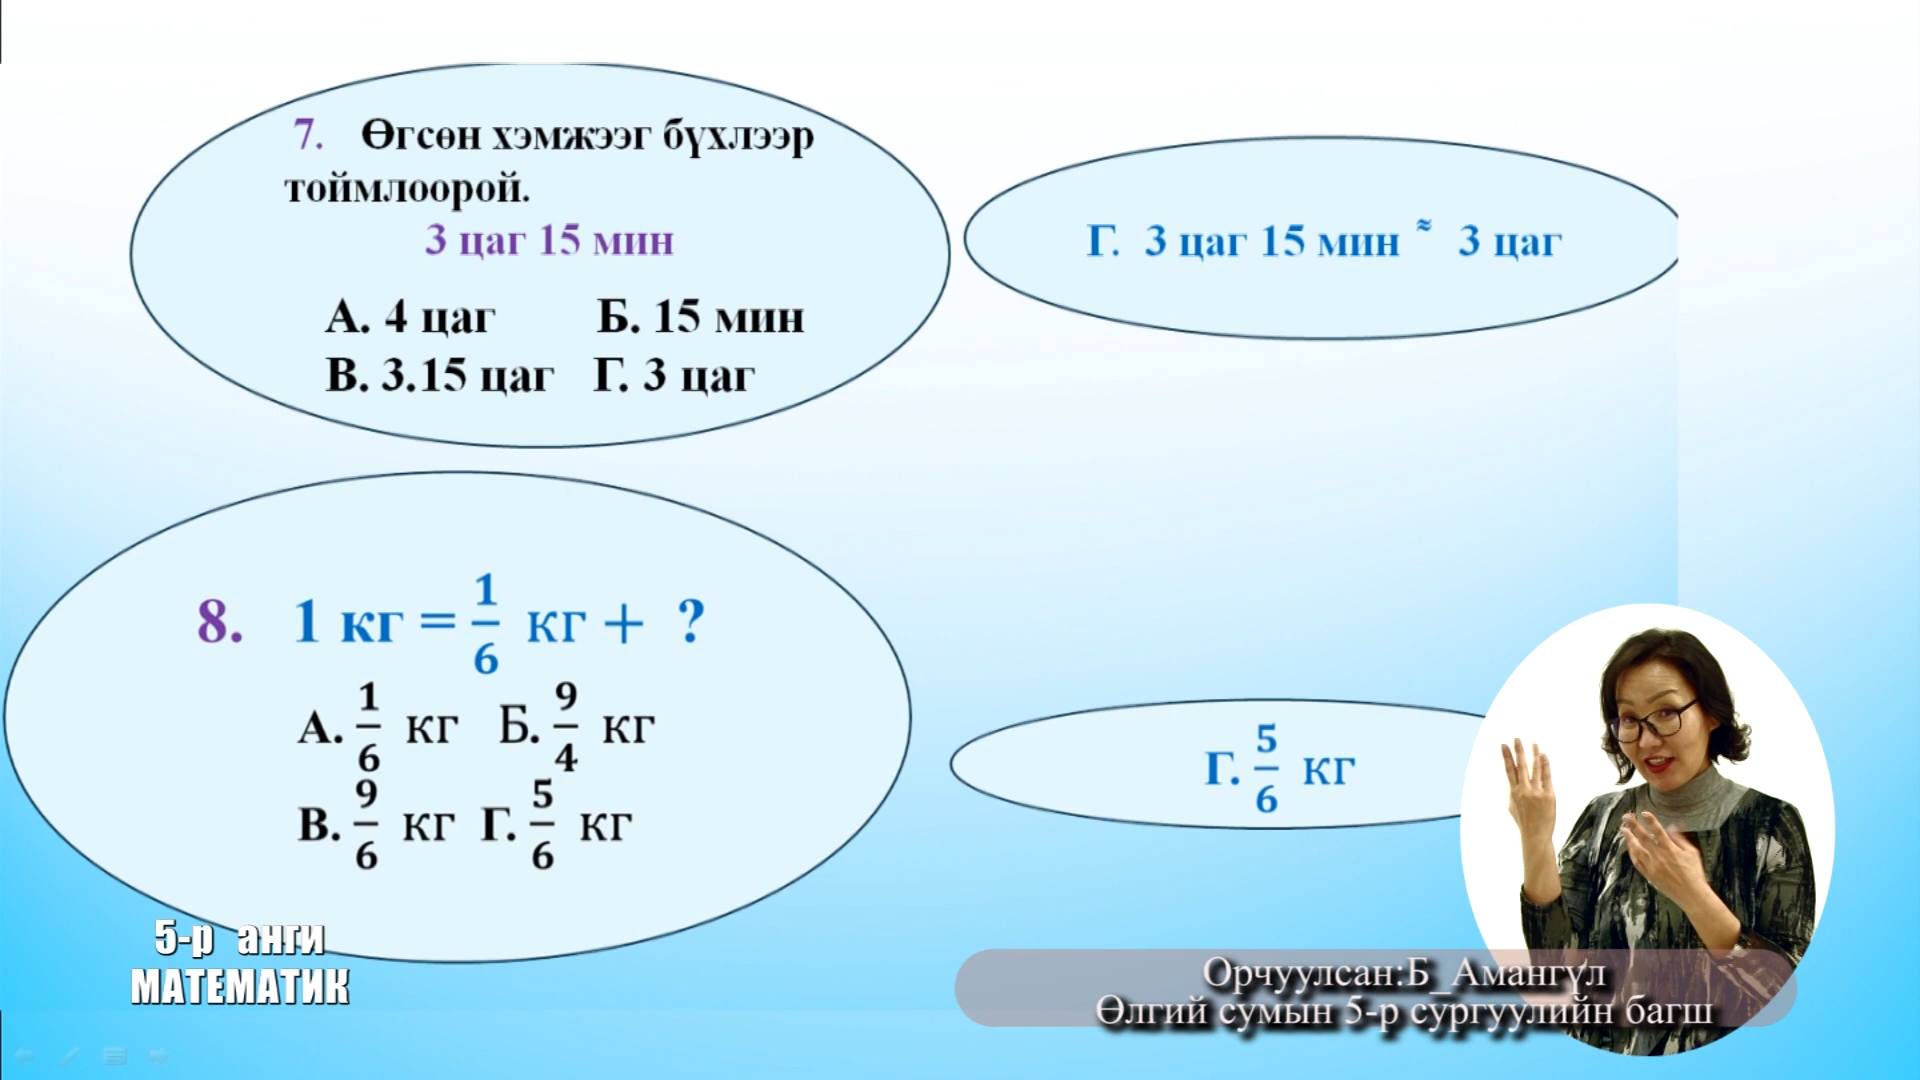 7. Өгсөн хэмжээг бүхлээр
тоймлоорой.
3 цаг 15 мин
А. 4 цаг Б. 15 мин
В. 3.15 цаг Г. 3 цаг
Г. 3 цаг 15 мин ≈ 3 цаг
8. 1 кг = 1/6 кг + ?
А. 1/6 кг Б. 9/4 кг
В. 9/6 кг Г. 5/6 кг
Г. 5/6 кг
5-р анги
МАТЕМАТИК
Орчуулсан:Б_Амангүл
Өлгий сумын 5-р сургуулийн багш